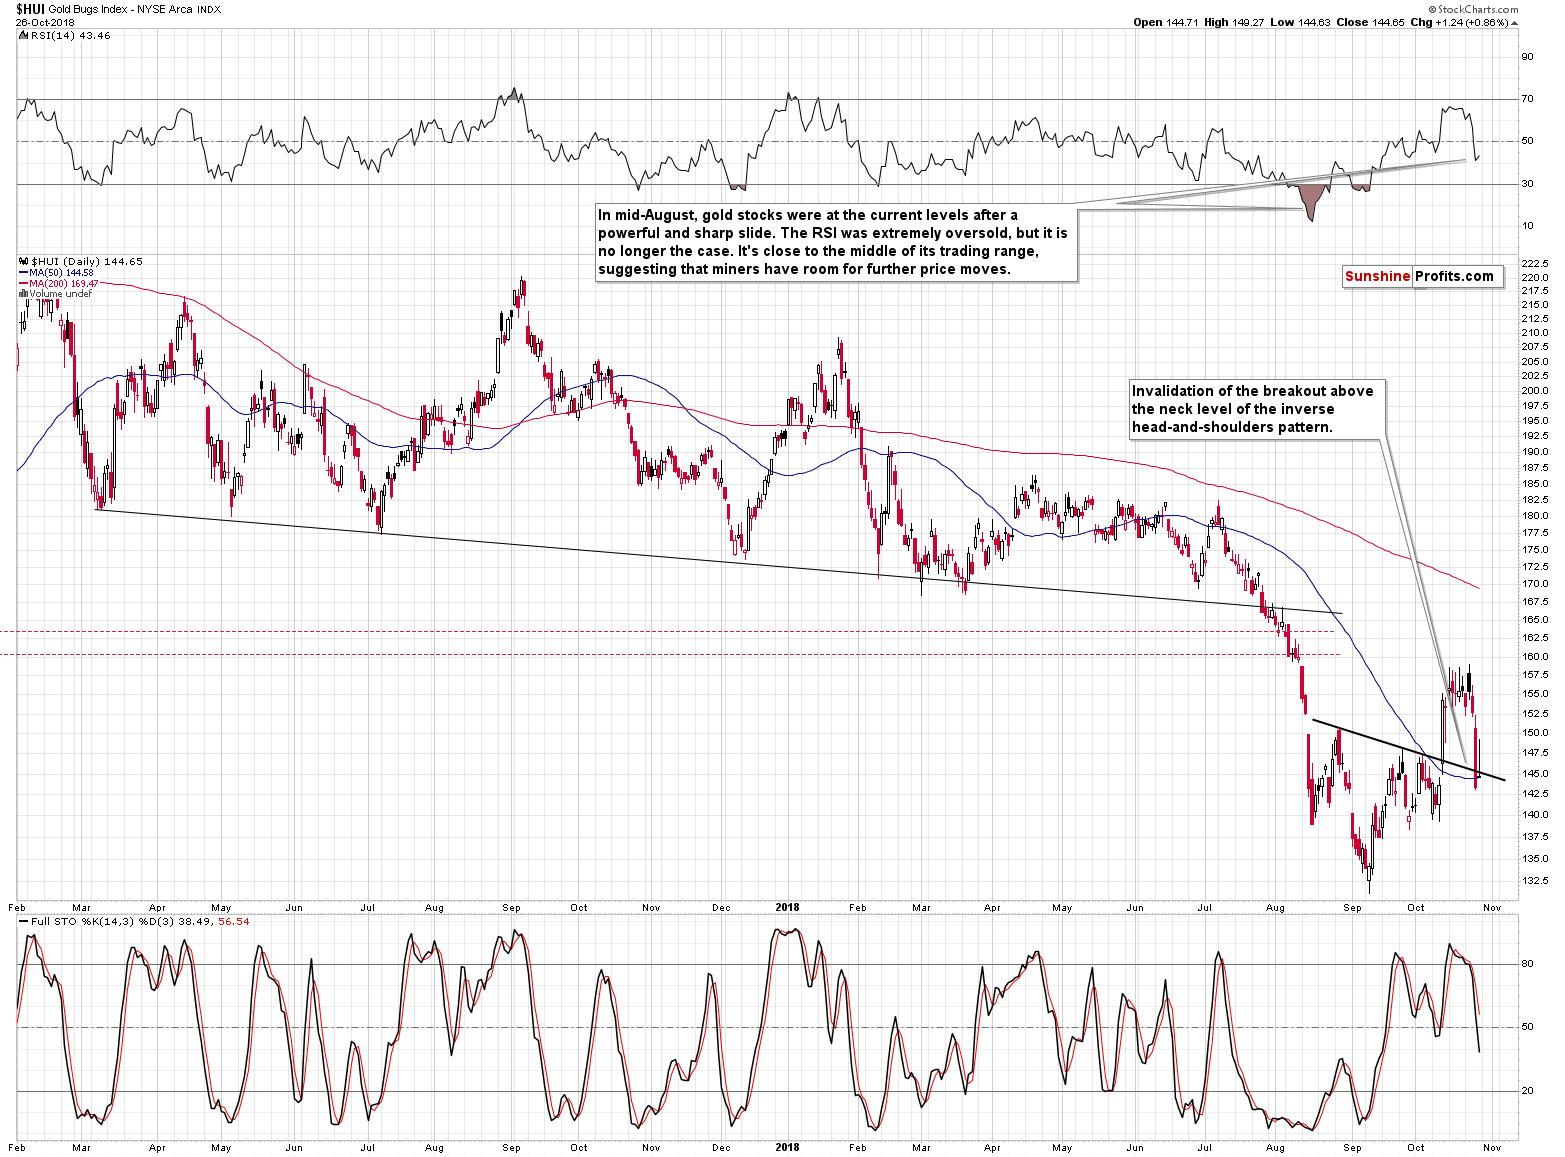 $HUI Gold Bugs Index - NYSE Arca INDX
© StockCharts.com
26-Oct-2018
Open 144.71 High 149.27 Low 144.63 Close 144.65 Chg +1.24 (+0.86%)
RSI(14) 43.46
90
70
50
30
10
In mid-August, gold stocks were at the current levels after a
powerful and sharp slide. The RSI was extremely oversold, but it is
no longer the case. It's close to the middle of its trading range,
suggesting that miners have room for further price moves.
$HUI (Daily) 144.65
MA(50) 144.58
MA(200) 169.47
Volume undef
Sunshine Profits.com
Invalidation of the breakout above
the neck level of the inverse
head-and-shoulders pattern.
222.5
220.0
217.5
215.0
212.5
210.0
207.5
205.0
202.5
200.0
197.5
195.0
192.5
190.0
187.5
185.0
182.5
180.0
177.5
175.0
172.5
170.0
167.5
165.0
162.5
160.0
157.5
155.0
152.5
150.0
147.5
145.0
142.5
140.0
137.5
135.0
132.5
Feb Mar Apr May Jun Jul Aug Sep Oct Nov Dec 2018 Feb Mar Apr May Jun Jul Aug Sep Oct Nov
Full STO %K(14,3) %D(3) 38.49, 56.54
80
50
20
Feb Mar Apr May Jun Jul Aug Sep Oct Nov Dec 2018 Feb Mar Apr May Jun Jul Aug Sep Oct Nov